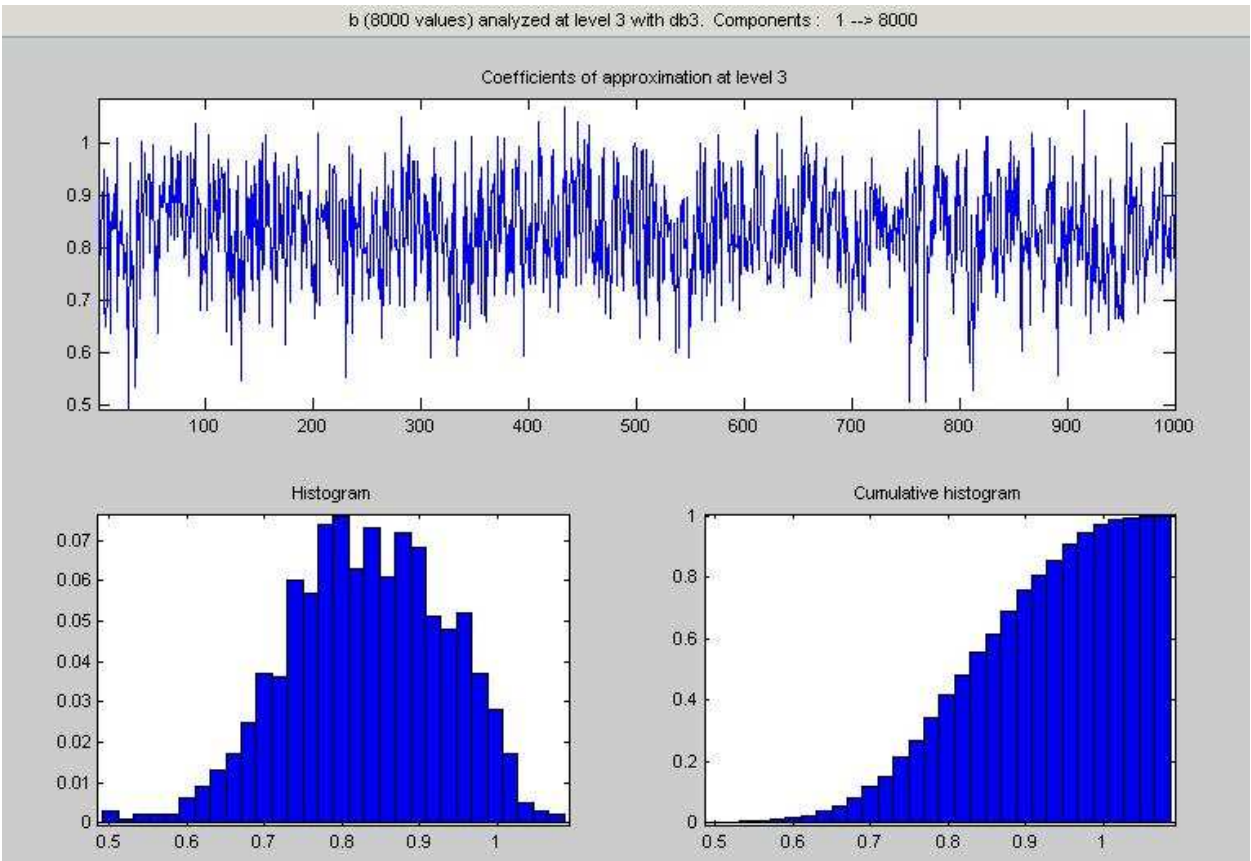 b (8000 values) analyzed at level 3 with db3. Components : 1 --> 8000
Coefficients of approximation at level 3
1
0.9
0.8
0.7
0.6
0.5
100 200 300 400 500 600 700 800 900 1000
Histogram
0.07
0.06
0.05
0.04
0.03
0.02
0.01
0
0.5 0.6 0.7 0.8 0.9 1
Cumulative histogram
1
0.8
0.6
0.4
0.2
0
0.5 0.6 0.7 0.8 0.9 1